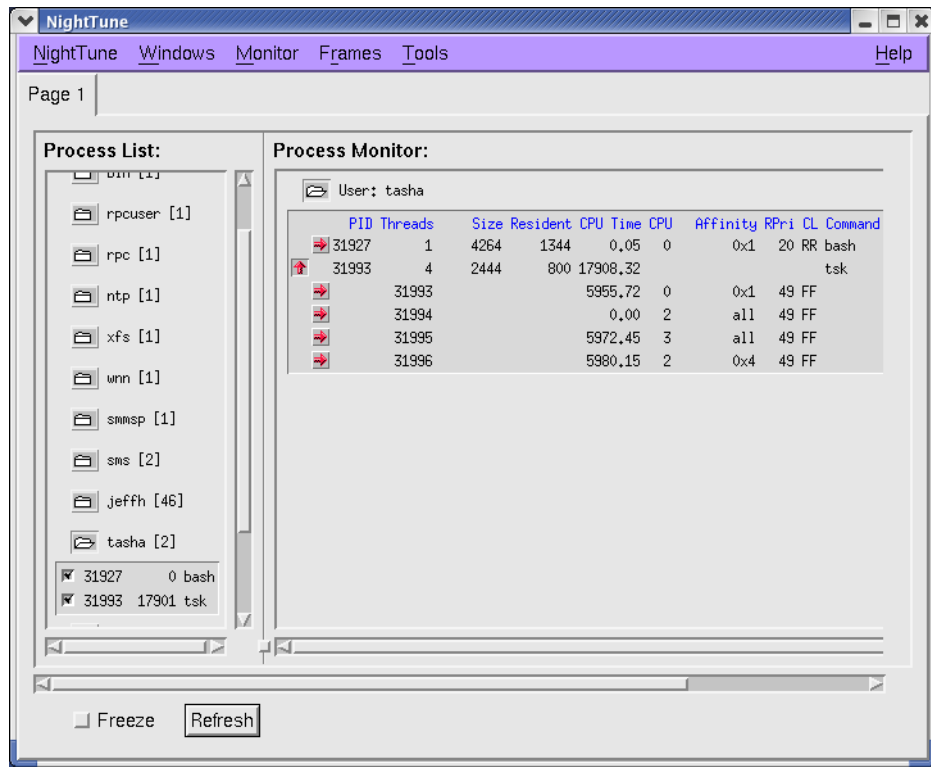 NightTune
NightTune Windows Monitor Frames Tools Help
Page 1
Process List:
bin [1]
rpcuser [1]
rpc [1]
ntp [1]
xfs [1]
wnn [1]
smmsp [1]
sms [2]
jeffh [46]
tasha [2]
31927 0 bash
31993 17901 tsk
Process Monitor:
User: tasha
PID Threads Size Resident CPU Time CPU Affinity RPri CL Command
31927 1 4264 1344 0.05 0 0x1 20 RR bash
31993 4 2444 800 17908.32 tsk
31993 5955.72 0 0x1 49 FF
31994 0.00 2 all 49 FF
31995 5972.45 3 all 49 FF
31996 5980.15 2 0x4 49 FF
Freeze Refresh